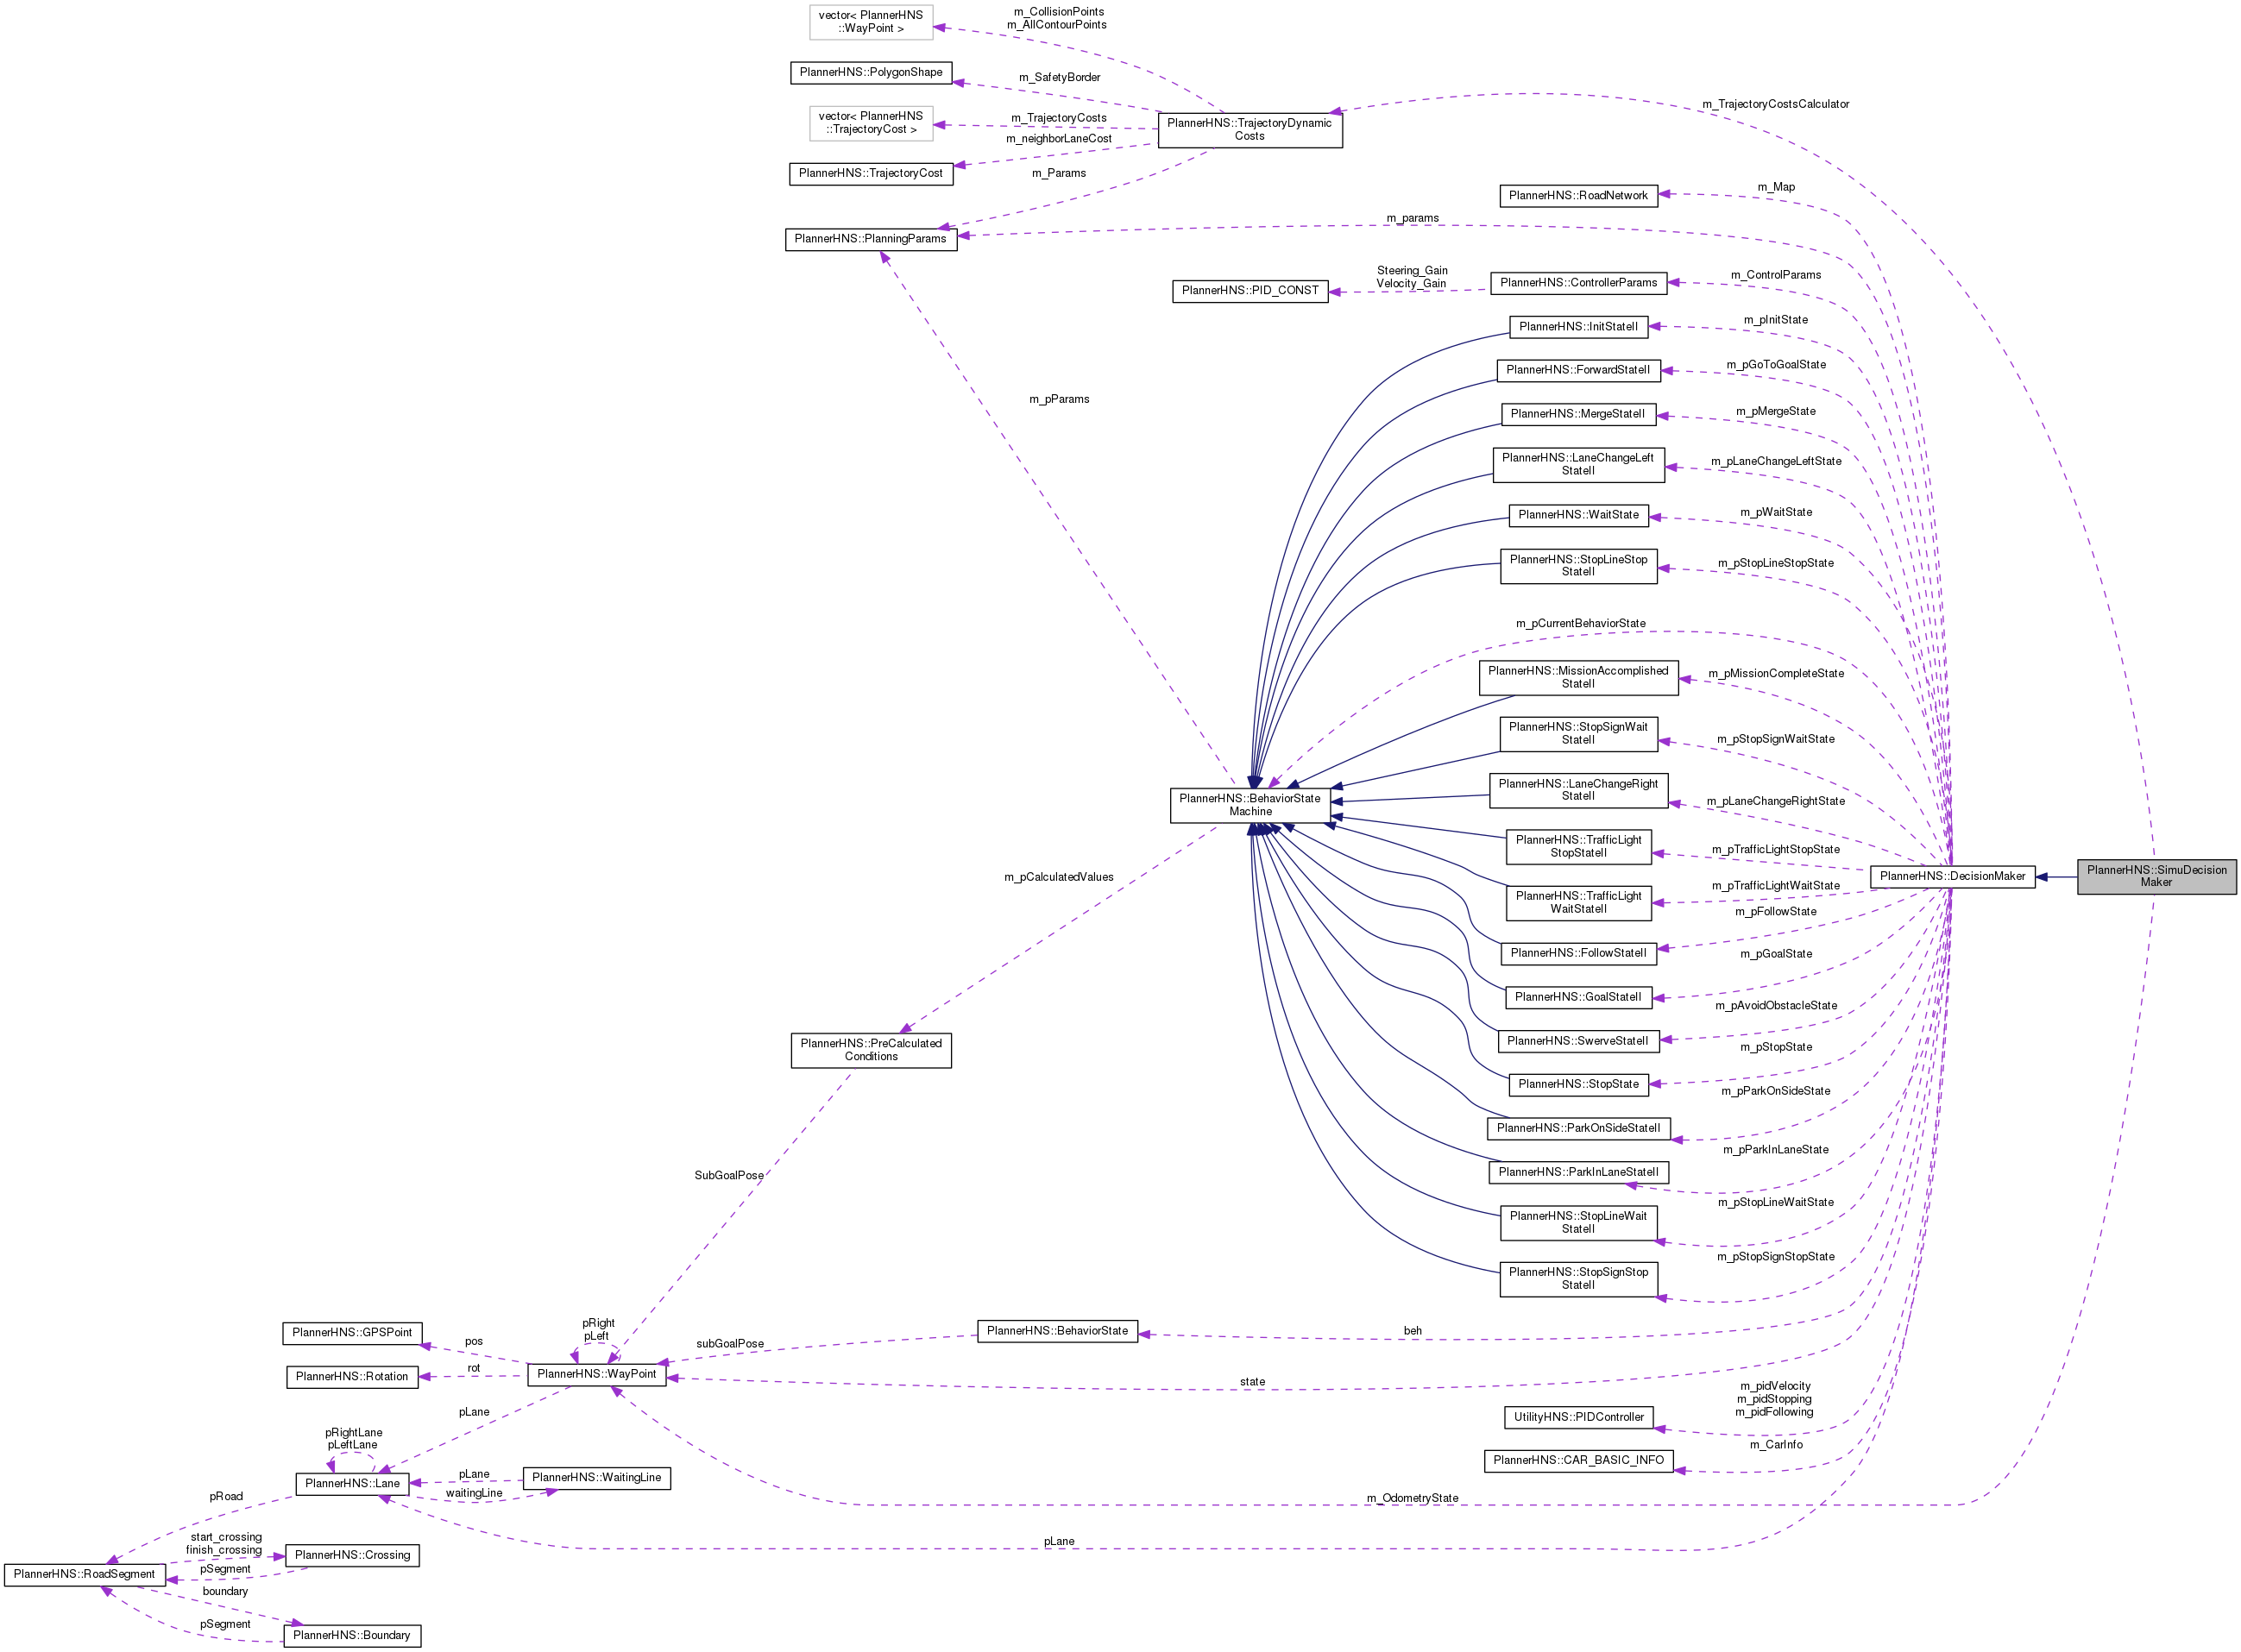 vector< PlannerHNS
::WayPoint >
m_CollisionPoints
m_AllContourPoints
PlannerHNS::PolygonShape
m_SafetyBorder
vector< PlannerHNS
::TrajectoryCost >
m_TrajectoryCosts
PlannerHNS::TrajectoryDynamic
Costs
m_TrajectoryCostsCalculator
m_neighborLaneCost
PlannerHNS::TrajectoryCost
m_Params
PlannerHNS::RoadNetwork
m_Map
m_params
PlannerHNS::PlanningParams
Steering_Gain
Velocity_Gain
PlannerHNS::PID_CONST
PlannerHNS::ControllerParams
m_ControlParams
PlannerHNS::InitStateII
m_pInitState
PlannerHNS::ForwardStateII
m_pGoToGoalState
m_pParams
PlannerHNS::MergeStateII
m_pMergeState
PlannerHNS::LaneChangeLeft
StateII
m_pLaneChangeLeftState
PlannerHNS::WaitState
m_pWaitState
PlannerHNS::StopLineStop
StateII
m_pStopLineStopState
m_pCurrentBehaviorState
PlannerHNS::MissionAccomplished
StateII
m_pMissionCompleteState
PlannerHNS::StopSignWait
StateII
m_pStopSignWaitState
PlannerHNS::BehaviorState
Machine
PlannerHNS::LaneChangeRight
StateII
m_pLaneChangeRightState
PlannerHNS::TrafficLight
StopStateII
m_pTrafficLightStopState
m_pCalculatedValues
PlannerHNS::DecisionMaker
PlannerHNS::SimuDecision
Maker
PlannerHNS::TrafficLight
WaitStateII
m_pTrafficLightWaitState
PlannerHNS::FollowStateII
m_pFollowState
PlannerHNS::GoalStateII
m_pGoalState
PlannerHNS::SwerveStateII
m_pAvoidObstacleState
PlannerHNS::PreCalculated
Conditions
PlannerHNS::StopState
m_pStopState
PlannerHNS::ParkOnSideStateII
m_pParkOnSideState
PlannerHNS::ParkInLaneStateII
m_pParkInLaneState
SubGoalPose
PlannerHNS::StopLineWait
StateII
m_pStopLineWaitState
PlannerHNS::StopSignStop
StateII
m_pStopSignStopState
PlannerHNS::GPSPoint
pos
pRight
pLeft
subGoalPose
PlannerHNS::BehaviorState
beh
PlannerHNS::Rotation
rot
PlannerHNS::WayPoint
state
pLane
m_pidVelocity
m_pidStopping
m_pidFollowing
UtilityHNS::PIDController
pRightLane
pLeftLane
m_CarInfo
PlannerHNS::CAR_BASIC_INFO
PlannerHNS::Lane
pLane
waitingLine
PlannerHNS::WaitingLine
m_OdometryState
pRoad
pLane
start_crossing
finish_crossing
PlannerHNS::Crossing
PlannerHNS::RoadSegment
pSegment
boundary
pSegment
PlannerHNS::Boundary